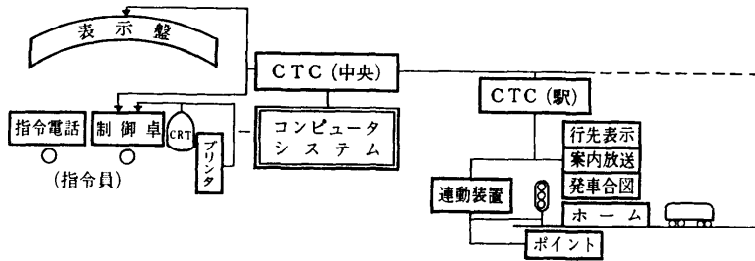 表示盤
CTC(中央)
CTC(駅)
指令電話
制御卓
CRT
プリンタ
コンピュータ
システム
(指令員)
行先表示
案内放送
発車合図
連動装置
ホーム
ポイント